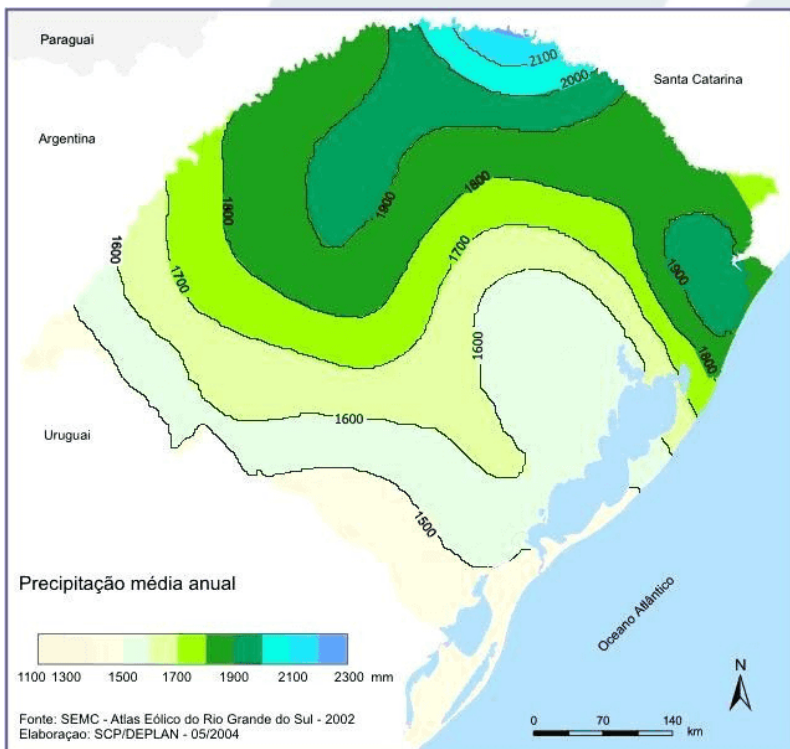 Paraguai
Santa Catarina
Argentina
Uruguai
2100
2000
1900
1800
1800
1700
1900
1600
1700
1600
1800
1600
1500
Precipitação média anual
1100 1300 1500 1700 1900 2100 2300 mm
Oceano Atlântico
N
Fonte: SEMC - Atlas Eólico do Rio Grande do Sul - 2002
Elaboraçao: SCP/DEPLAN - 05/2004
0 70 140
km